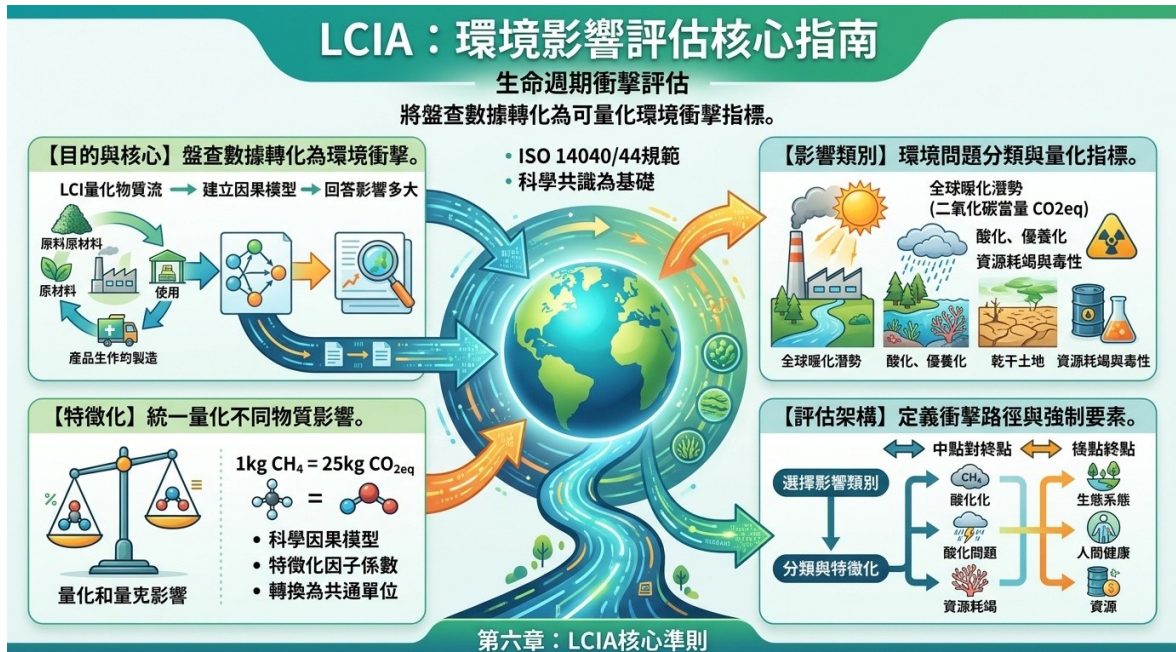 LCIA：環境影響評估核心指南
生命週期衝擊評估
將盤查數據轉化為可量化環境衝擊指標。
• ISO 14040/44規範
• 科學共識為基礎
【目的與核心】盤查數據轉化為環境衝擊。
LCI量化物質流 → 建立因果模型 → 回答影響多大
原料原材料
原材料
使用
產品生作均製造
【影響類別】環境問題分類與量化指標。
全球暖化潛勢
(二氧化碳當量 CO2eq)
酸化、優養化
資源耗竭與毒性
全球暖化潛勢
酸化、優養化
乾干土地
資源耗竭與毒性
【特徵化】統一量化不同物質影響。
%
=
1kg CH₄ = 25kg CO₂eq
=
• 科學因果模型
• 特徵化因子係數
• 轉換為共通單位
量化和量克影響
【評估架構】定義衝擊路徑與強制要素。
中點對終點
選擇影響類別
分類與特徵化
CH₄
酸化化
酸化問題
資源耗竭
生態系態
人間健康
$
資源
第六章：LCIA核心準則